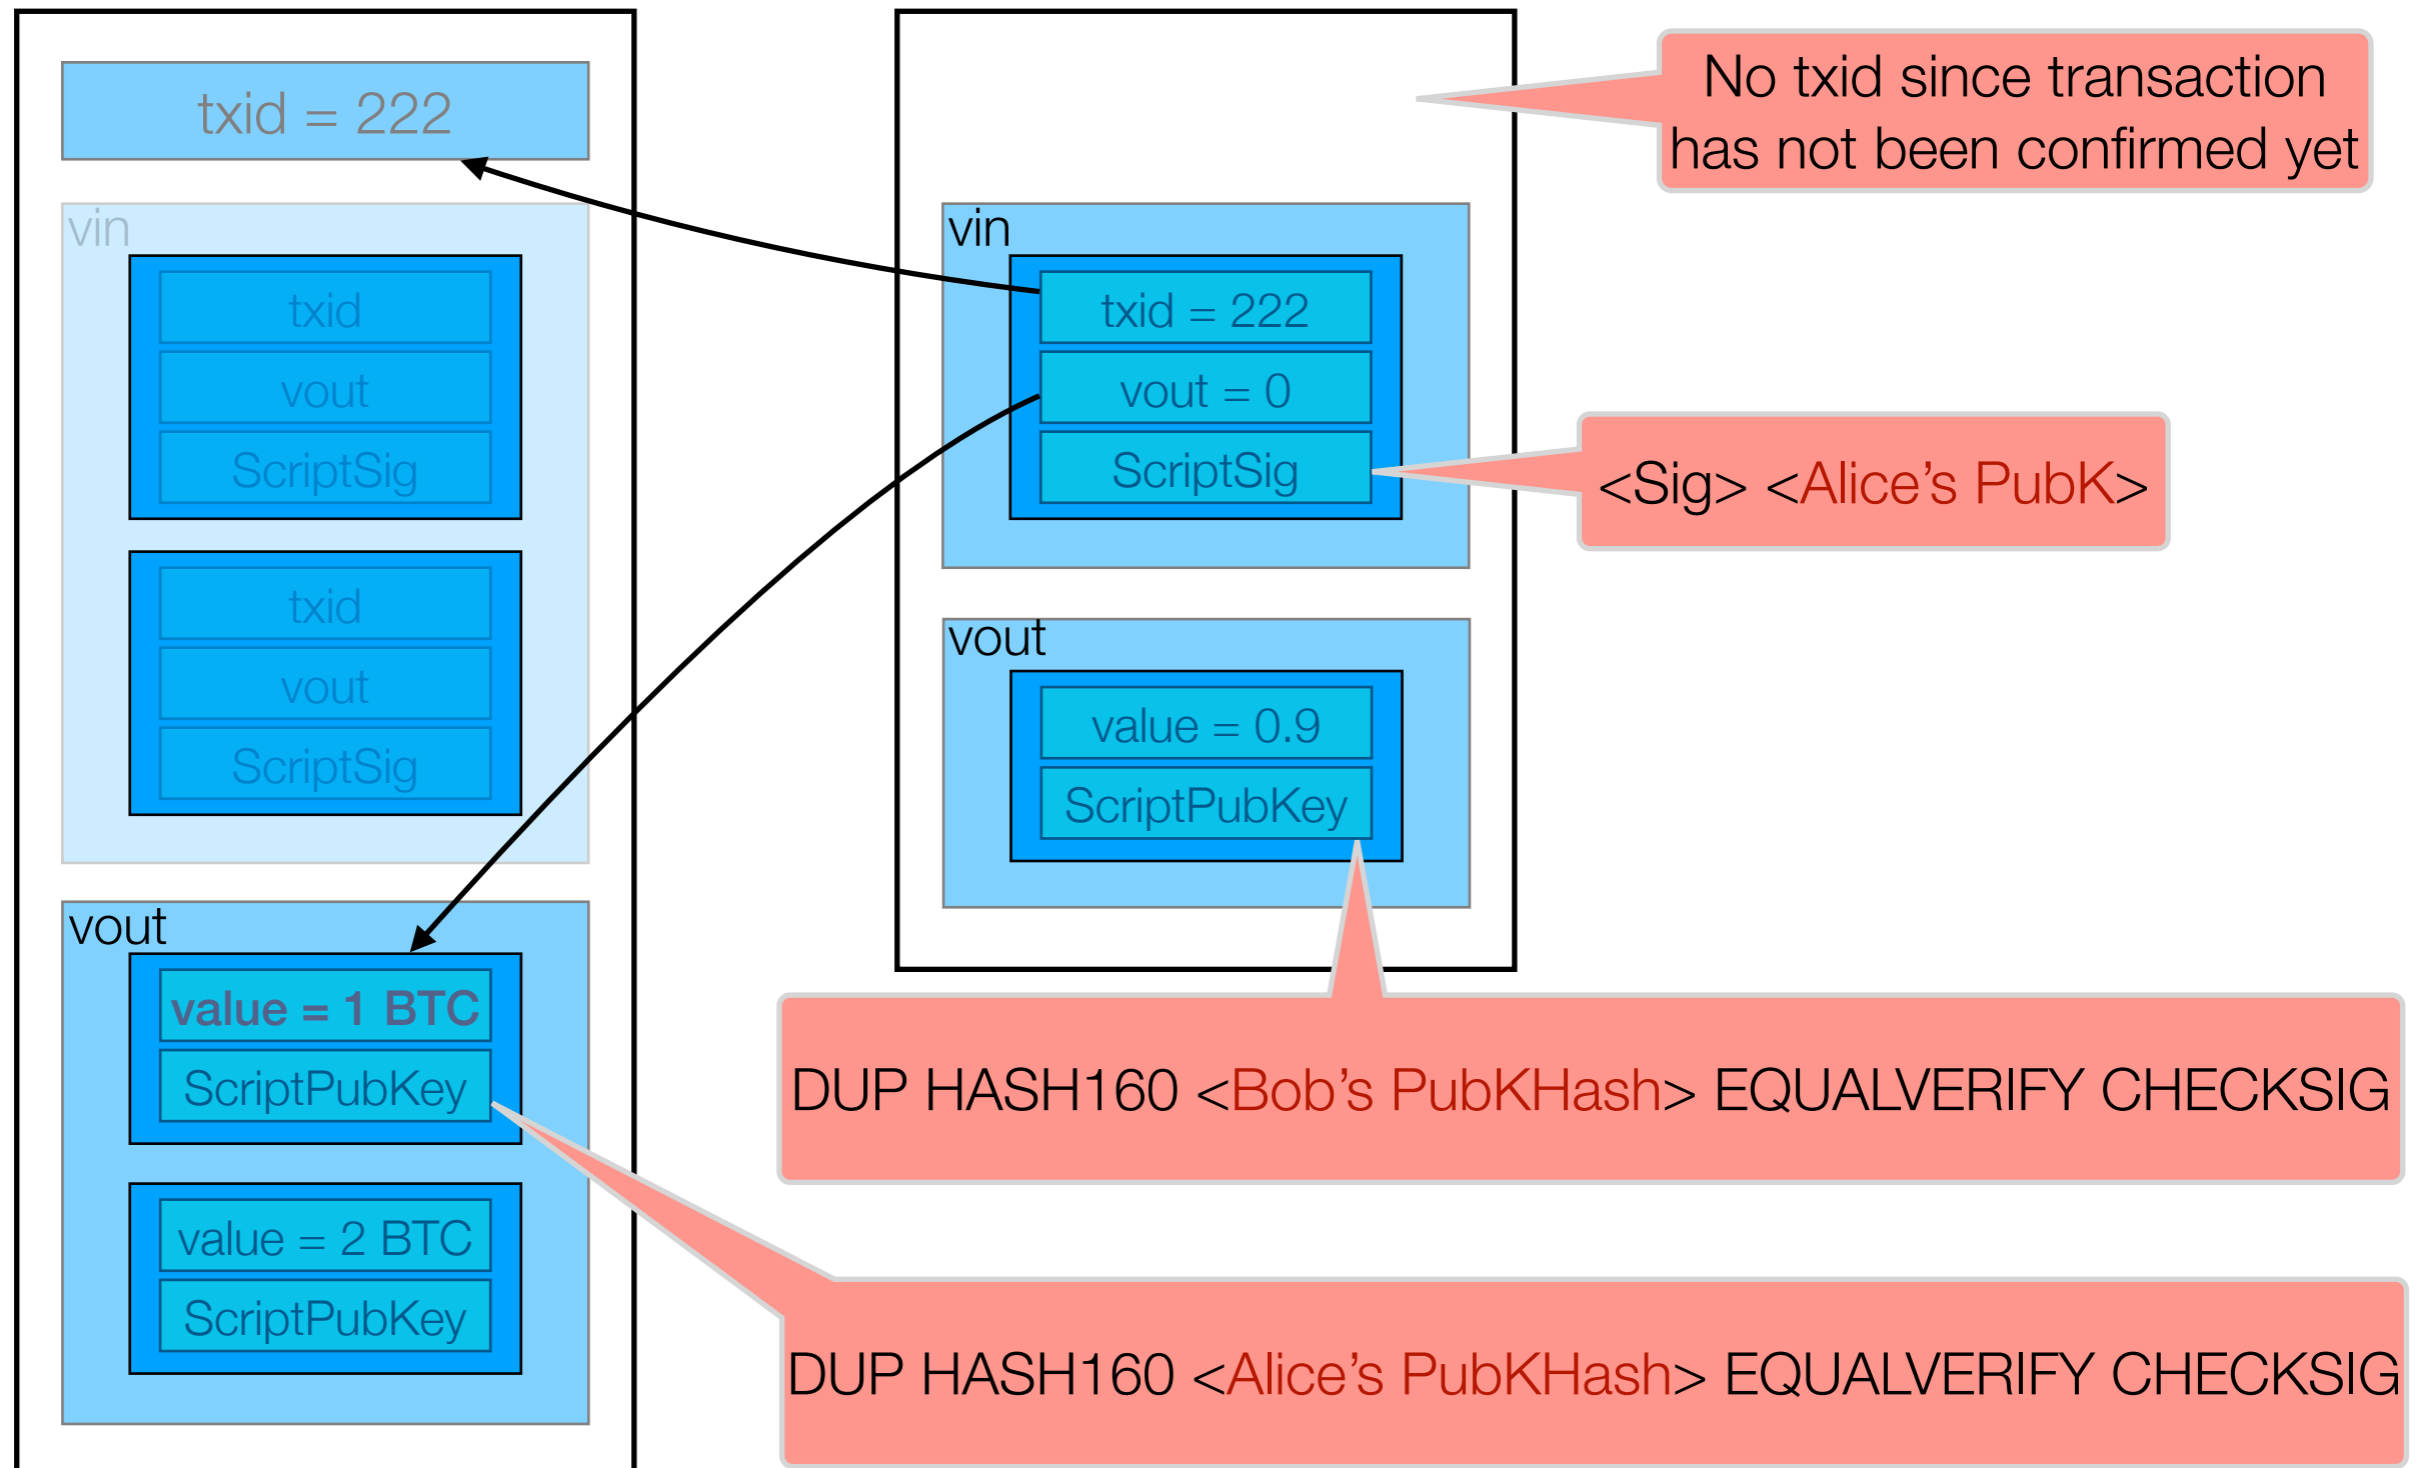 txid = 222
vin
txid
vout
ScriptSig
txid
vout
ScriptSig
vout
value = 1 BTC
ScriptPubKey
value = 2 BTC
ScriptPubKey
vin
txid = 222
vout = 0
ScriptSig
vout
value = 0.9
ScriptPubKey
No txid since transaction
has not been confirmed yet
<Sig> <Alice’s PubK>
DUP HASH160 <Bob’s PubKHash> EQUALVERIFY CHECKSIG
DUP HASH160 <Alice’s PubKHash> EQUALVERIFY CHECKSIG